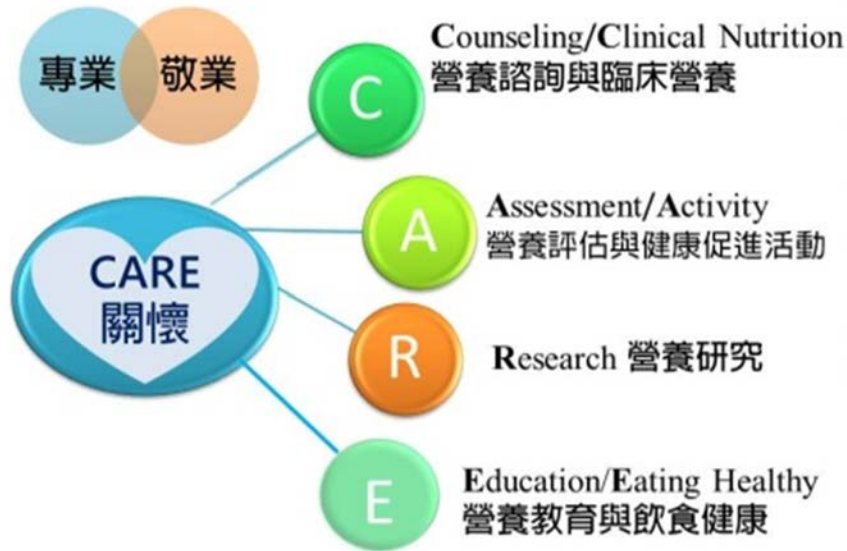 專業 敬業
C
Counseling/Clinical Nutrition
營養諮詢與臨床營養
A
Assessment/Activity
營養評估與健康促進活動
CARE
關懷
R
Research 營養研究
E
Education/Eating Healthy
營養教育與飲食健康